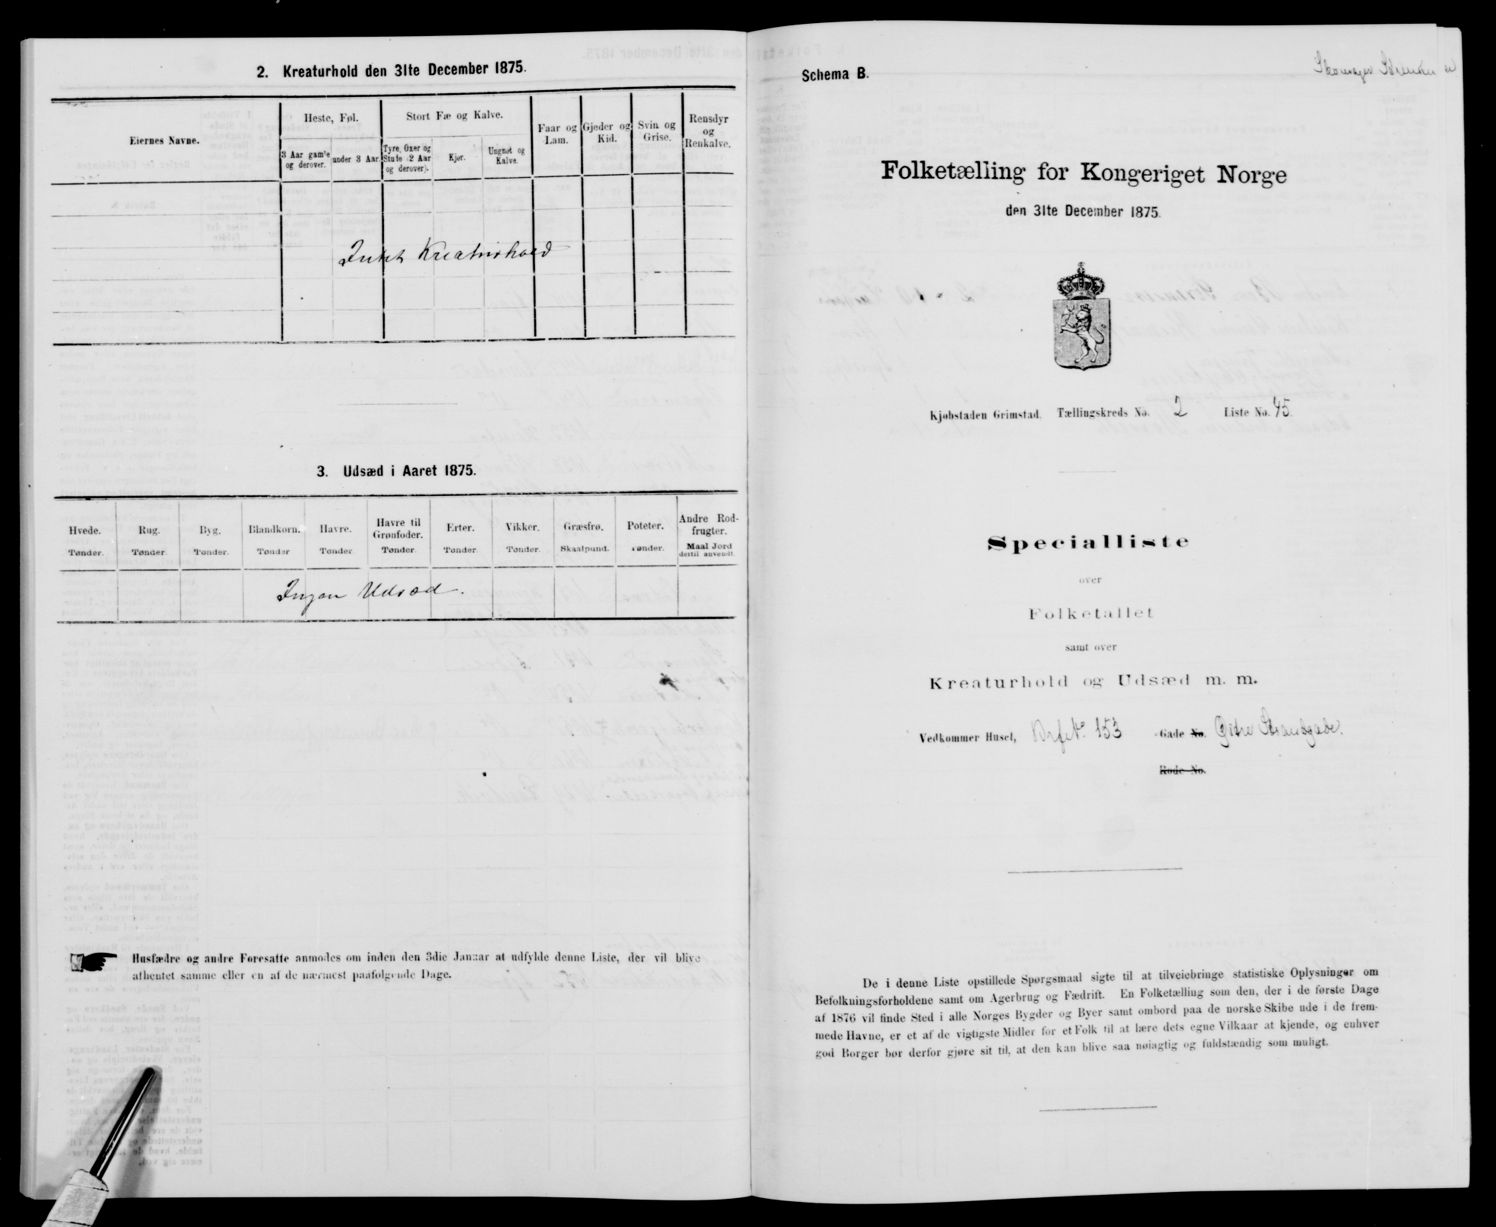 2. Kreaturhold den 31te December 1875.
Eiernes Navne.
Heste, Føl.
Stort Fæ og Kalve.
Faar og Lam.
Gjeder og Kid.
Svin og Grise.
Rensdyr og Renkalve.
3 Aar gamle og derover.
under 3 Aar.
Tyre, Oxer og Stude (2 Aar og derover).
Kjør.
Ungnøt og Kalve.
Intet Kreaturhold
3. Udsæd i Aaret 1875.
Hvede. Rug. Byg. Blandkorn. Havre. Havre til Grønfoder. Erter. Vikker. Græsfrø. Poteter. Andre Rodfrugter.
Tønder. Tønder. Tønder. Tønder Tønder. Tønder. Tønder. Tønder. Skaalpund. Tønder. Maal Jord dertil anvendt.
Ingen Udsæd.
Husfædre og andre Foresatte anmodes om inden den 3die Januar at udfylde denne Liste, der vil blive
afhentet samme eller en af de nærmest paafølgende Dage.
Schema B.
Folketælling for Kongeriget Norge
den 31te December 1875.
Kjøbstaden Grimstad. Tællingskreds No. 2 Liste No. 45.
Specialliste
over
Folketallet
samt over
Kreaturhold og Udsæd m. m.
Vedkommer Huset, Brf. No. 153 Gade No. Østre Strandgade.
Rode No.
De i denne Liste opstillede Spørgsmaal sigte til at tilveiebringe statistiske Oplysninger om
Befolkningsforholdene samt om Agerbrug og Fædrift. En Folketælling som den, der i de første Dage
af 1876 vil finde Sted i alle Norges Bygder og Byer samt ombord paa de norske Skibe ude i de frem-
mede Havne, er et af de vigtigste Midler for et Folk til at lære dets egne Vilkaar at kjende, og enhver
god Borger bør derfor gjøre sit til, at den kan blive saa nøiagtig og fuldstændig som muligt.